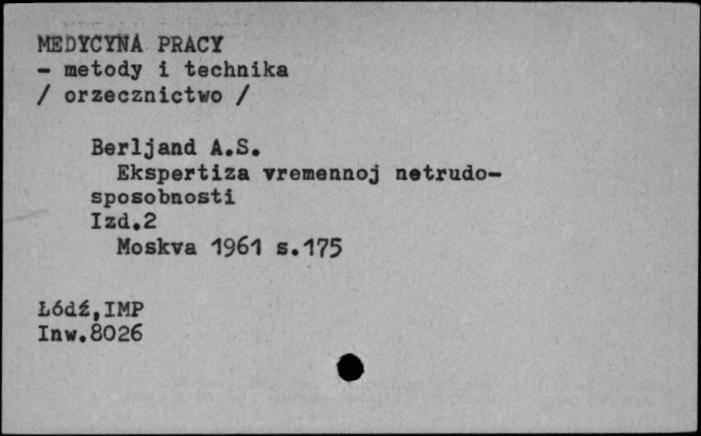 MEDYCYNA PRACY
- metody i technika
/ orzecznictwo /
Berljand A.S.
Ekspertiza vremennoj netrudo-
sposobnosti
Izd.2
Moskva 1961 s.175
Łódź,IMP
Inw.8026